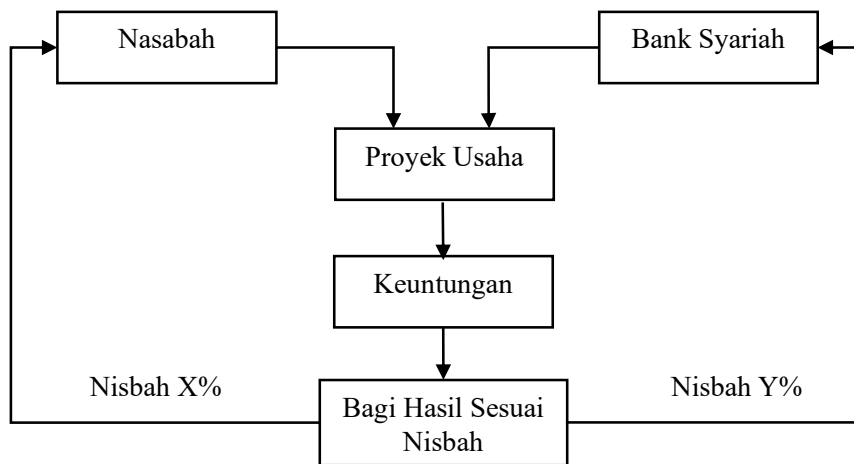 Nasabah
Bank Syariah
Proyek Usaha
Keuntungan
Nisbah X%
Nisbah Y%
Bagi Hasil Sesuai
Nisbah